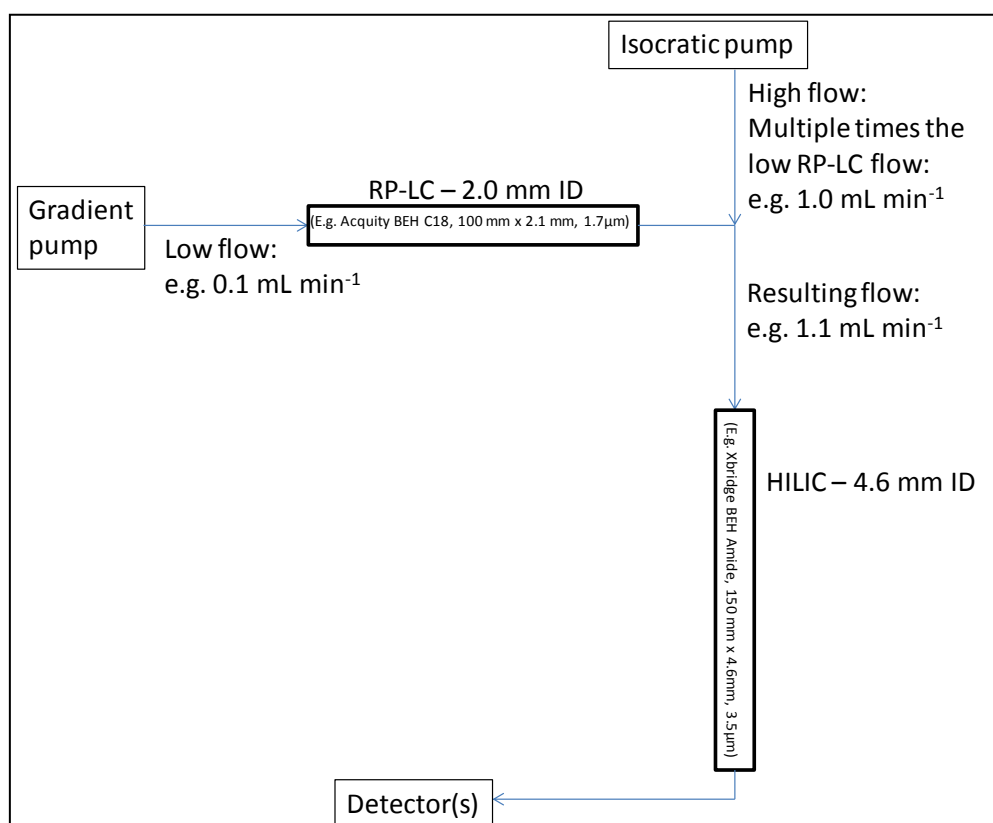 Isocratic pump
High flow:
Multiple times the
low RP-LC flow:
e.g. 1.0 mL min⁻¹
RP-LC – 2.0 mm ID
(E.g. Acquity BEH C18, 100 mm x 2.1 mm, 1.7µm)
Gradient
pump
Low flow:
e.g. 0.1 mL min⁻¹
Resulting flow:
e.g. 1.1 mL min⁻¹
(E.g. Xbridge BEH Amide, 150 mm x 4.6mm, 3.5µm)
HILIC – 4.6 mm ID
Detector(s)